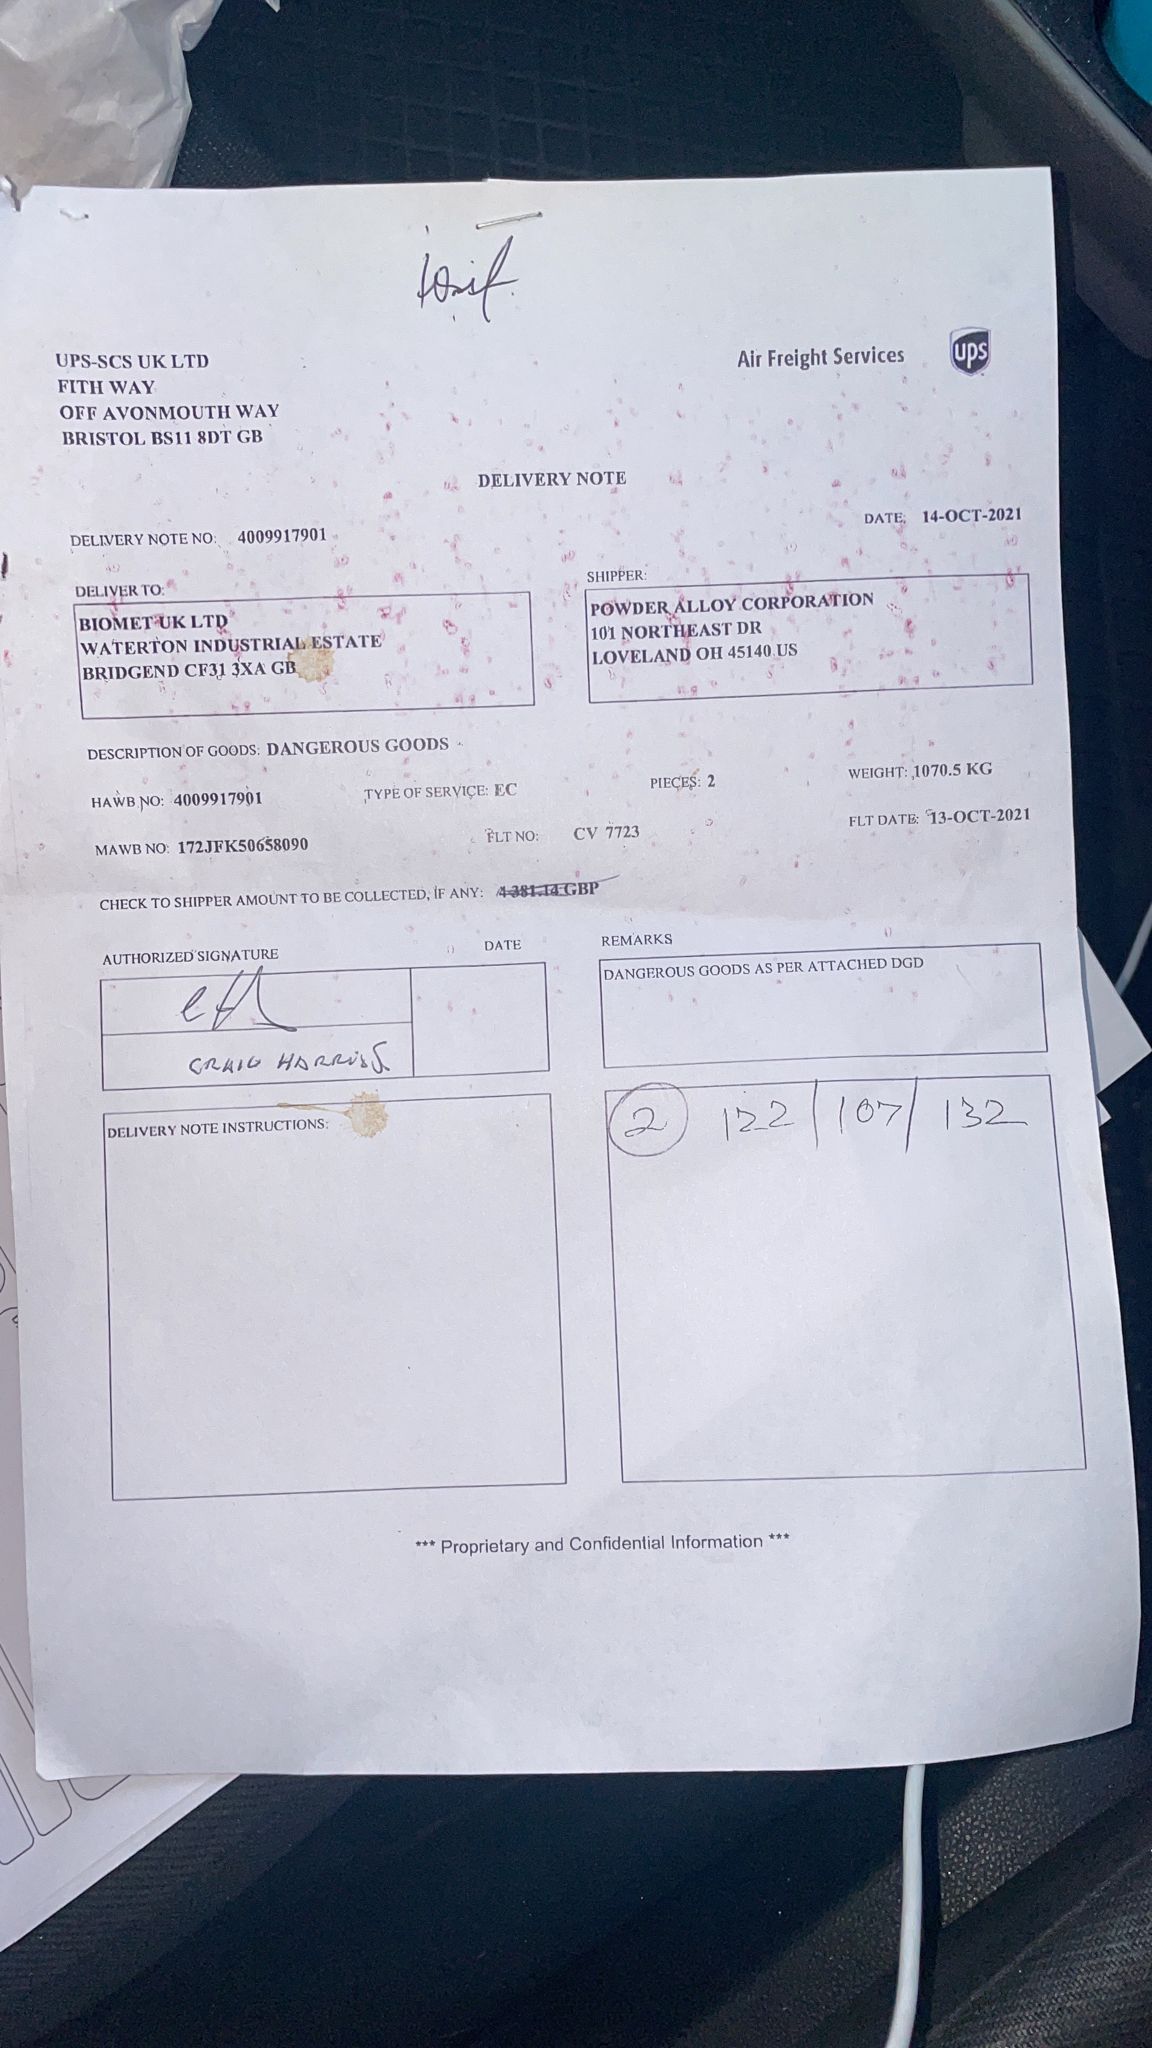 UPS-SCS UK LTD
FITH WAY
OFF AVONMOUTH WAY
BRISTOL BS11 8DT GB
Air Freight Services
ups
DELIVERY NOTE
DELIVERY NOTE NO: 4009917901
DATE: 14-OCT-2021
DELIVER TO:
BIOMET UK LTD
WATERTON INDUSTRIAL ESTATE
BRIDGEND CF31 3XA GB
SHIPPER:
POWDER ALLOY CORPORATION
101 NORTHEAST DR
LOVELAND OH 45140 US
DESCRIPTION OF GOODS: DANGEROUS GOODS
HAWB NO: 4009917901 TYPE OF SERVICE: EC PIECES: 2 WEIGHT: 1070.5 KG
MAWB NO: 172JFK50658090 FLT NO: CV 7723 FLT DATE: 13-OCT-2021
CHECK TO SHIPPER AMOUNT TO BE COLLECTED, IF ANY: 381.14 GBP
AUTHORIZED SIGNATURE DATE
CRAIG HARRIS
REMARKS
DANGEROUS GOODS AS PER ATTACHED DGD
DELIVERY NOTE INSTRUCTIONS:
2 122/107/132
*** Proprietary and Confidential Information ***